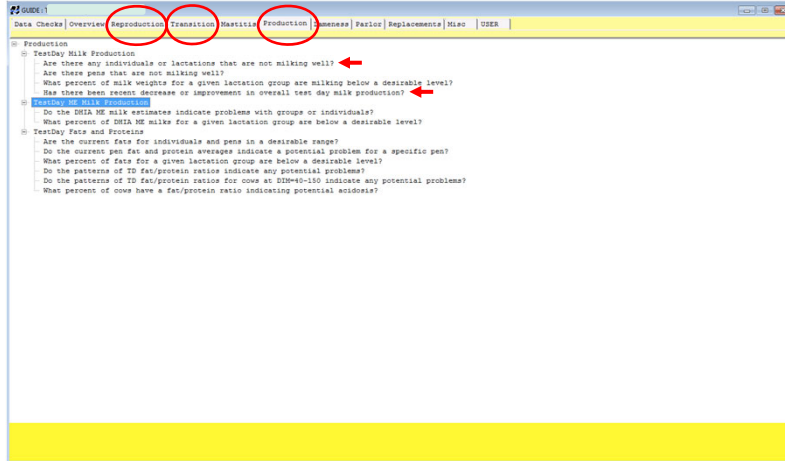 GUIDE : T
Data Checks Overview Reproduction Transition Mastitis Production Lameness Parlor Replacements Misc USER
Production
TestDay Milk Production
Are there any individuals or lactations that are not milking well?
Are there pens that are not milking well?
What percent of milk weights for a given lactation group are milking below a desirable level?
Has there been recent decrease or improvement in overall test day milk production?
TestDay ME Milk Production
Do the DHIA ME milk estimates indicate problems with groups or individuals?
What percent of DHIA ME milks for a given lactation group are below a desirable level?
TestDay Fats and Proteins
Are the current fats for individuals and pens in a desirable range?
Do the current pen fat and protein averages indicate a potential problem for a specific pen?
What percent of fats for a given lactation group are below a desirable level?
Do the patterns of TD fat/protein ratios indicate any potential problems?
Do the patterns of TD fat/protein ratios for cows at DIM=40-150 indicate any potential problems?
What percent of cows have a fat/protein ratio indicating potential acidosis?